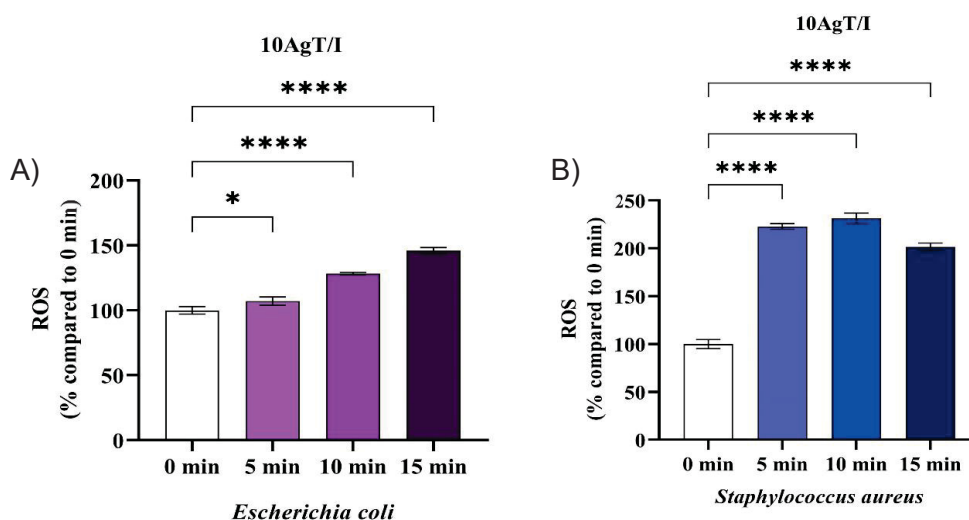 A)
10AgT/I
****
****
*
ROS
(% compared to 0 min)
200
150
100
50
0
0 min 5 min 10 min 15 min
Escherichia coli
B)
10AgT/I
****
****
****
ROS
(% compared to 0 min)
250
200
150
100
50
0
0 min 5 min 10 min 15 min
Staphylococcus aureus